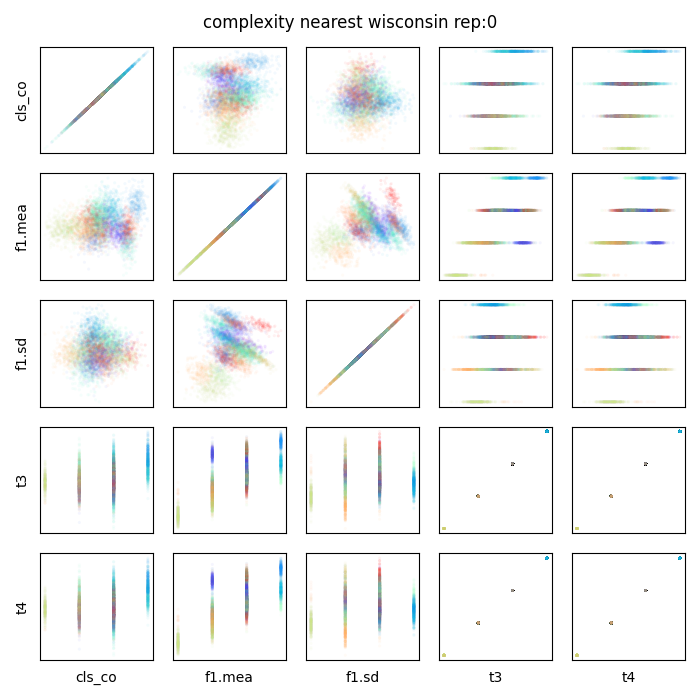 complexity nearest wisconsin rep:0
cls_co
f1.mea
f1.sd
t3
t4
cls_co
f1.mea
f1.sd
t3
t4